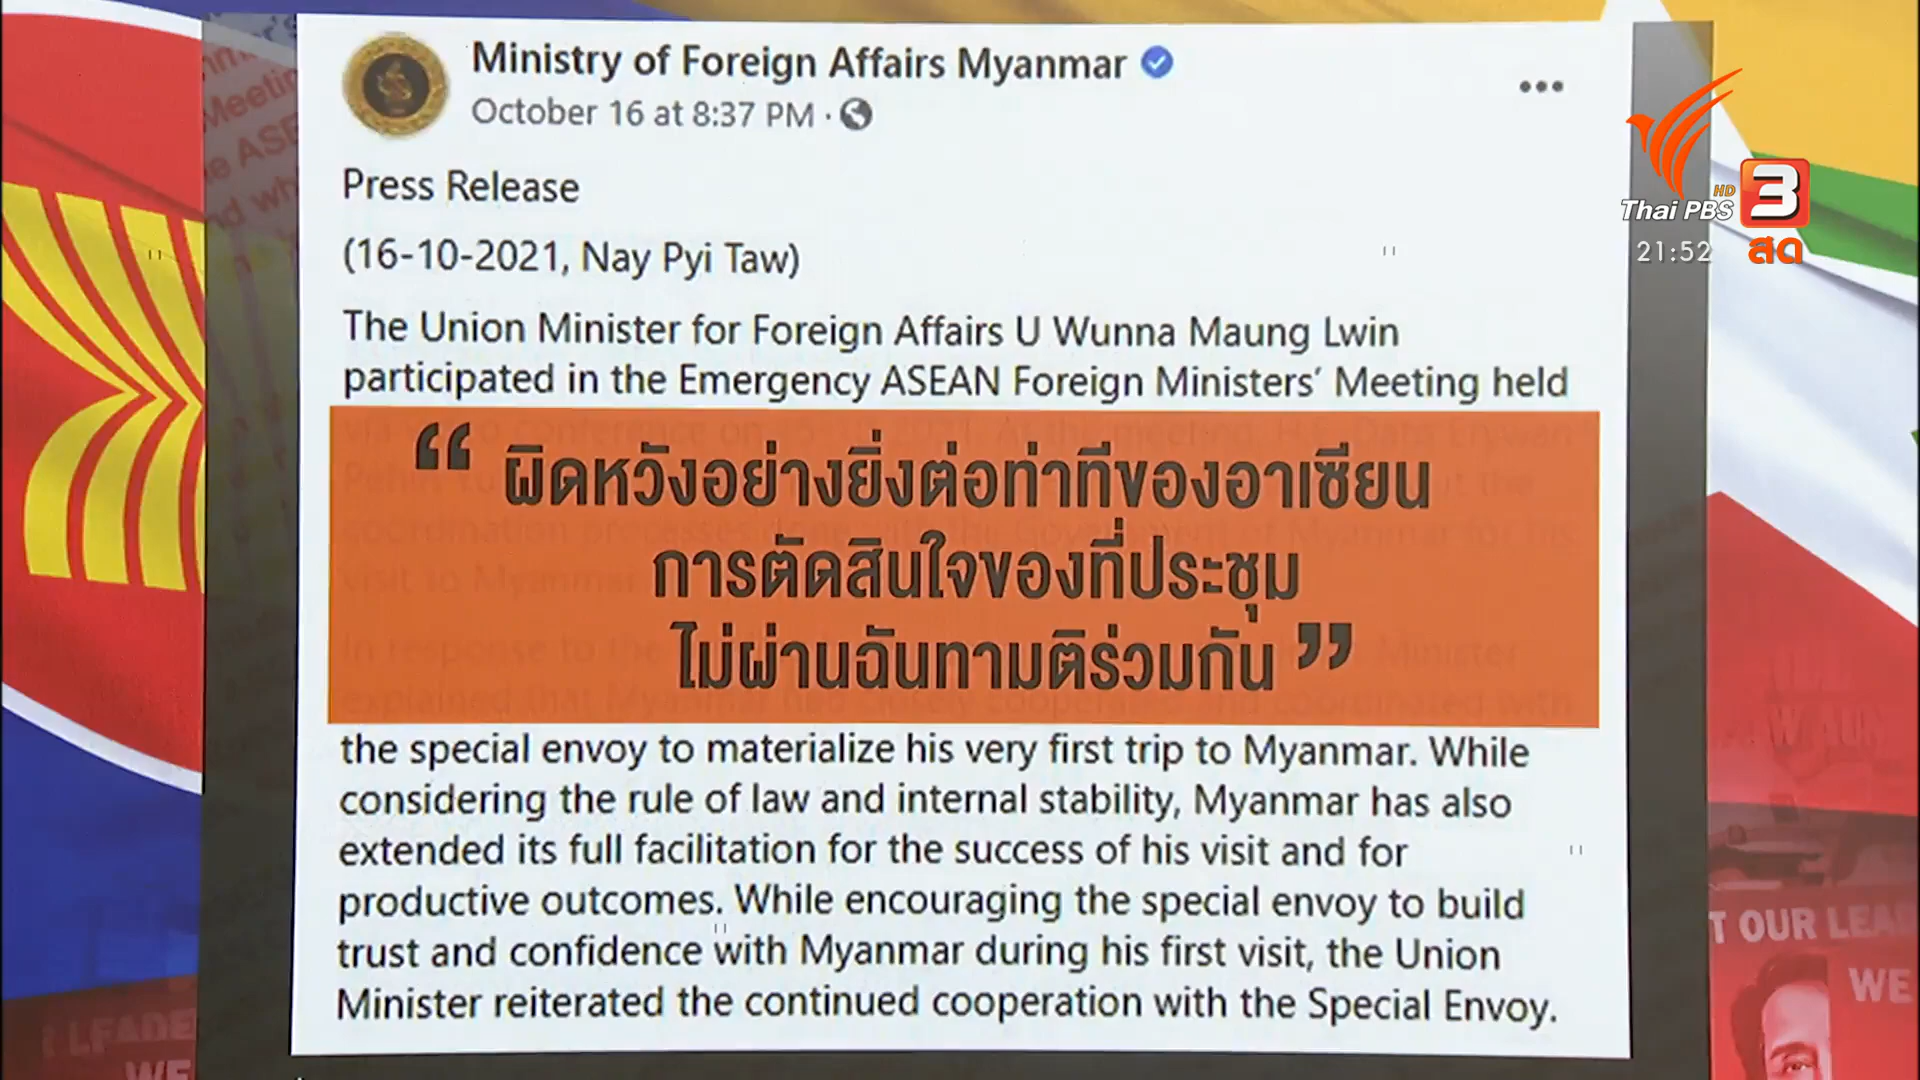 Ministry of Foreign Affairs Myanmar
October 16 at 8:37 PM ·
Press Release
(16-10-2021, Nay Pyi Taw)
The Union Minister for Foreign Affairs U Wunna Maung Lwin
participated in the Emergency ASEAN Foreign Ministers’ Meeting held
“ ผิดหวังอย่างยิ่งต่อท่าทีของอาเซียน
การตัดสินใจของที่ประชุม
ไม่ผ่านฉันทามติร่วมกัน ”
the special envoy to materialize his very first trip to Myanmar. While
considering the rule of law and internal stability, Myanmar has also
extended its full facilitation for the success of his visit and for
productive outcomes. While encouraging the special envoy to build
trust and confidence with Myanmar during his first visit, the Union
Minister reiterated the continued cooperation with the Special Envoy.
Thai PBS HD 3
21:52 สด
T OUR LEA
WE
LEADE
WE